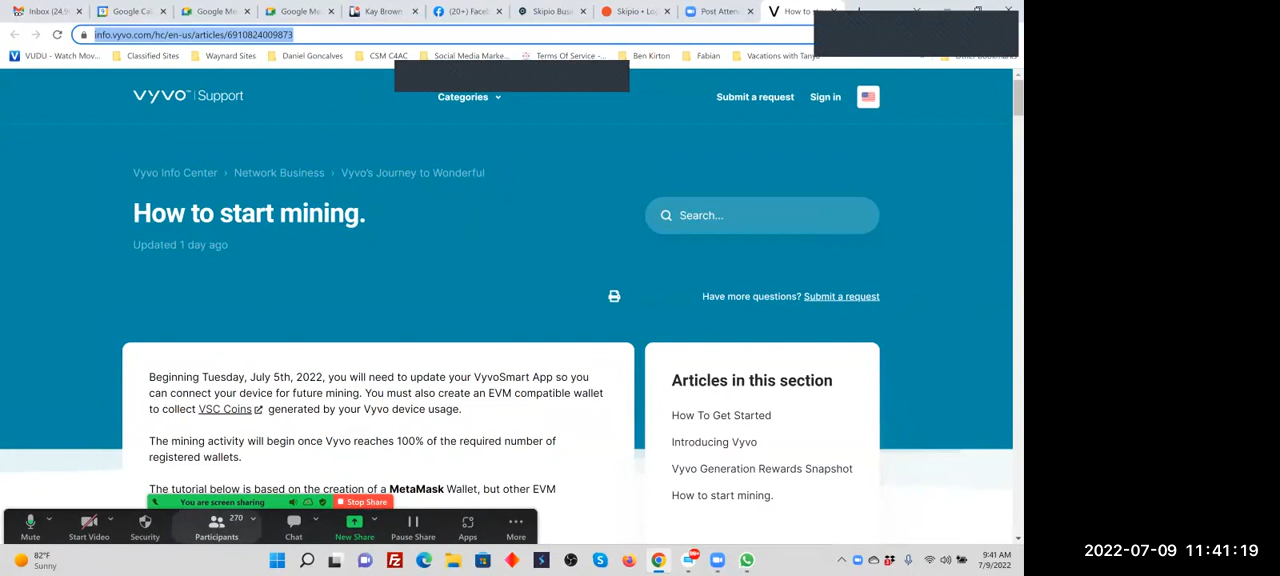 Inbox (24,9
Google Cal
Google Me
Google Me
Kay Brown
(20+) Faceb
Skipio Busi
Skipio • Lo
Post Atten
How to
info.vyvo.com/hc/en-us/articles/6910824009873
VUDU - Watch Mov...
Classified Sites
Waynard Sites
Daniel Goncalves
CSM C4AC
Social Media Marke...
Terms Of Service -...
Ben Kirton
Fabian
Vacations with Tanya
vyvo™ | Support
Categories
Submit a request
Sign in
Vyvo Info Center › Network Business › Vyvo's Journey to Wonderful
How to start mining.
Search...
Updated 1 day ago
Have more questions? Submit a request
Beginning Tuesday, July 5th, 2022, you will need to update your VyvoSmart App so you
can connect your device for future mining. You must also create an EVM compatible wallet
to collect VSC Coins generated by your Vyvo device usage.
The mining activity will begin once Vyvo reaches 100% of the required number of
registered wallets.
The tutorial below is based on the creation of a MetaMask Wallet, but other EVM
Articles in this section
How To Get Started
Introducing Vyvo
Vyvo Generation Rewards Snapshot
How to start mining.
You are screen sharing
Stop Share
270
Mute
Start Video
Security
Participants
Chat
New Share
Pause Share
Apps
More
82°F
Sunny
99+
9:41 AM
7/9/2022
2022-07-09 11:41:19